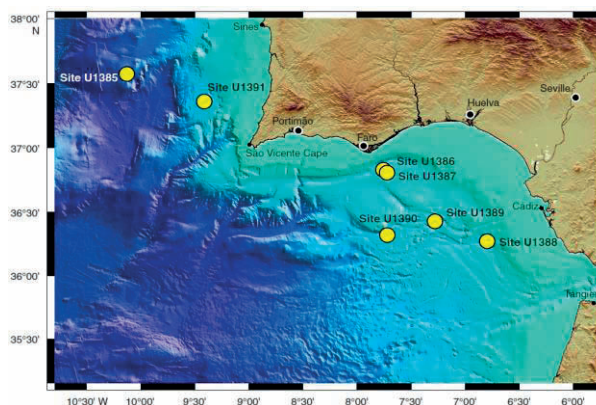 38°00'
N
Sines
37°30'
Site U1385
Site U1391
Seville
Huelva
Portimão
Faro
37°00'
São Vicente Cape
Site U1386
Site U1387
36°30'
Site U1390
Site U1389
Cádiz
Site U1388
36°00'
Tangier
35°30'
10°30' W
10°00'
9°30'
9°00'
8°30'
8°00'
7°30'
7°00'
6°30'
6°00'